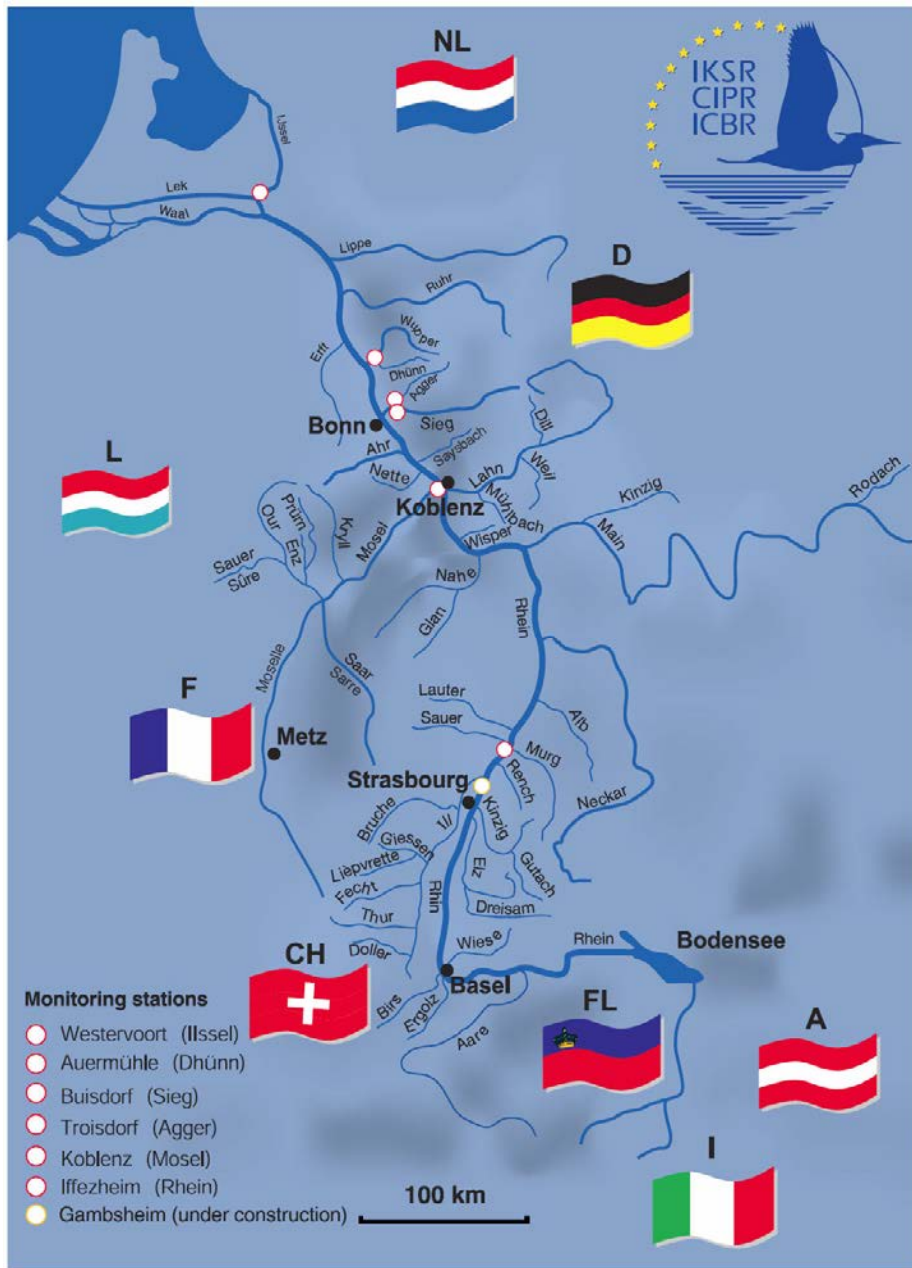 NL
IKSR
CIPR
ICBR
IJssel
Lek
Waal
Lippe
D
Ruhr
Wupper
Erft
Dhünn
Agger
Bonn
Sieg
Dill
L
Ahr
Saysbach
Nette
Lahn
Weil
Koblenz
Mühlbach
Kinzig
Rodach
Main
Wisper
Mosel
Kryll
Prüm
Our
Enz
Sauer
Sûre
Nahe
Glan
Rhein
Moselle
Saar
Sarre
F
Lauter
Sauer
Alb
Metz
Murg
Rench
Strasbourg
Neckar
Bruche
Ill
Kinzig
Giessen
Lièpvrette
Elz
Gutach
Fecht
Rhin
Dreisam
Thur
Wiese
Rhein
Bodensee
Doller
CH
Basel
Birs
Ergolz
Aare
FL
A
Monitoring stations
Westervoort (IIssel)
Auermühle (Dhünn)
Buisdorf (Sieg)
Troisdorf (Agger)
Koblenz (Mosel)
Iffezheim (Rhein)
Gambsheim (under construction)
100 km
I